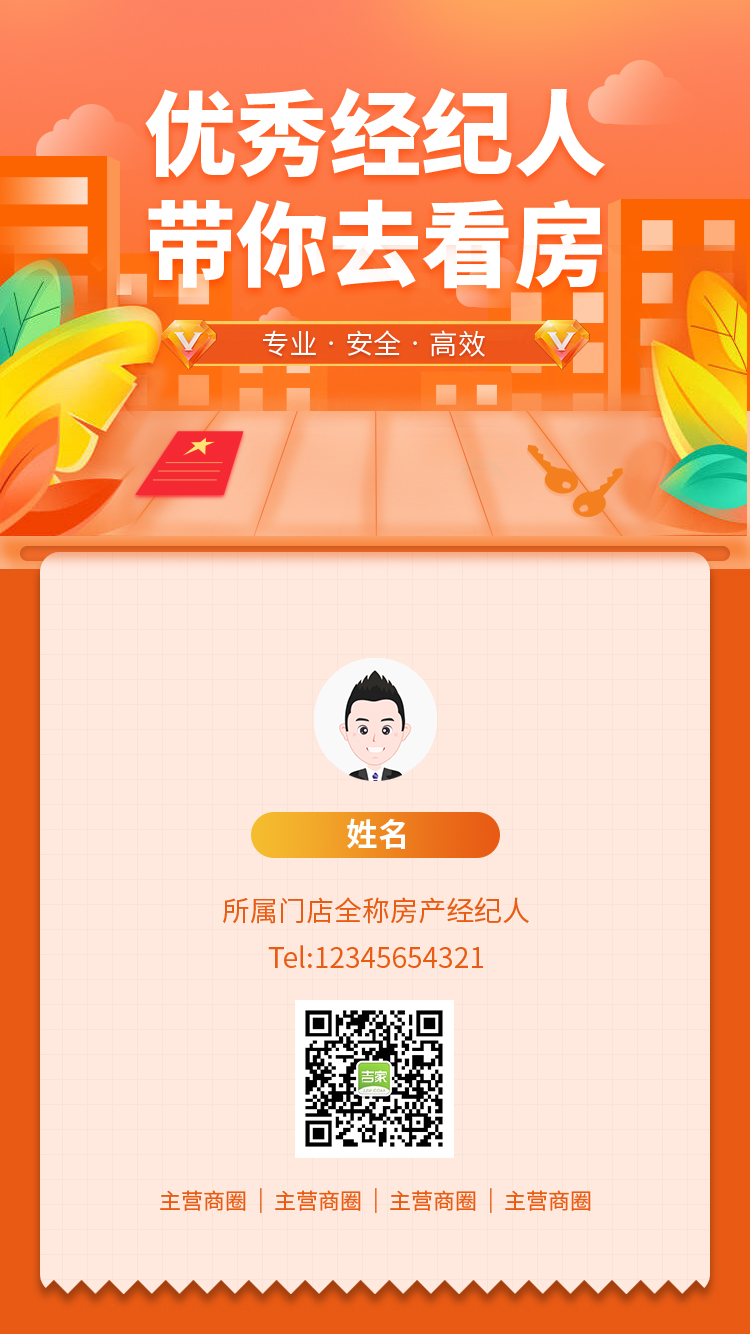 优秀经纪人
带你去看房
专业 · 安全 · 高效
姓名
所属门店全称房产经纪人
Tel:12345654321
吉家
主营商圈 | 主营商圈 | 主营商圈 | 主营商圈